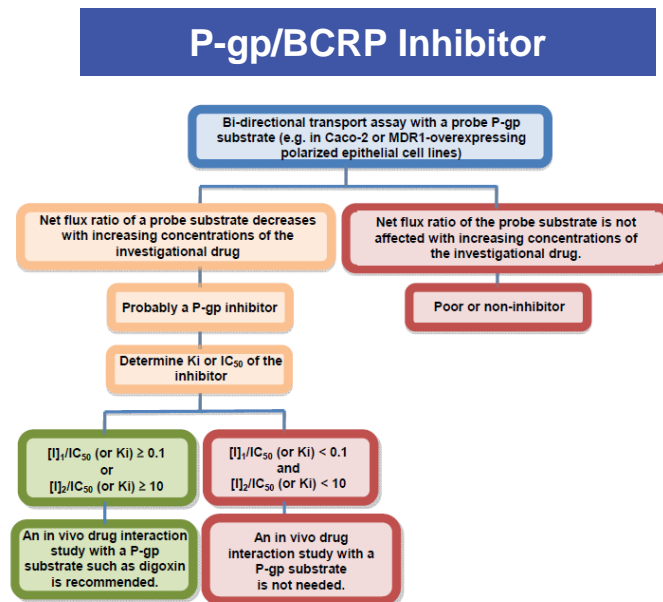 P-gp/BCRP Inhibitor
Bi-directional transport assay with a probe P-gp
substrate (e.g. in Caco-2 or MDR1-overexpressing
polarized epithelial cell lines)
Net flux ratio of a probe substrate decreases
with increasing concentrations of the
investigational drug
Net flux ratio of the probe substrate is not
affected with increasing concentrations of
the investigational drug.
Probably a P-gp inhibitor
Poor or non-inhibitor
Determine Ki or IC₅₀ of the
inhibitor
[I]₁/IC₅₀ (or Ki) ≥ 0.1
or
[I]₂/IC₅₀ (or Ki) ≥ 10
[I]₁/IC₅₀ (or Ki) < 0.1
and
[I]₂/IC₅₀ (or Ki) < 10
An in vivo drug interaction
study with a P-gp
substrate such as digoxin
is recommended.
An in vivo drug
interaction study with a
P-gp substrate
is not needed.